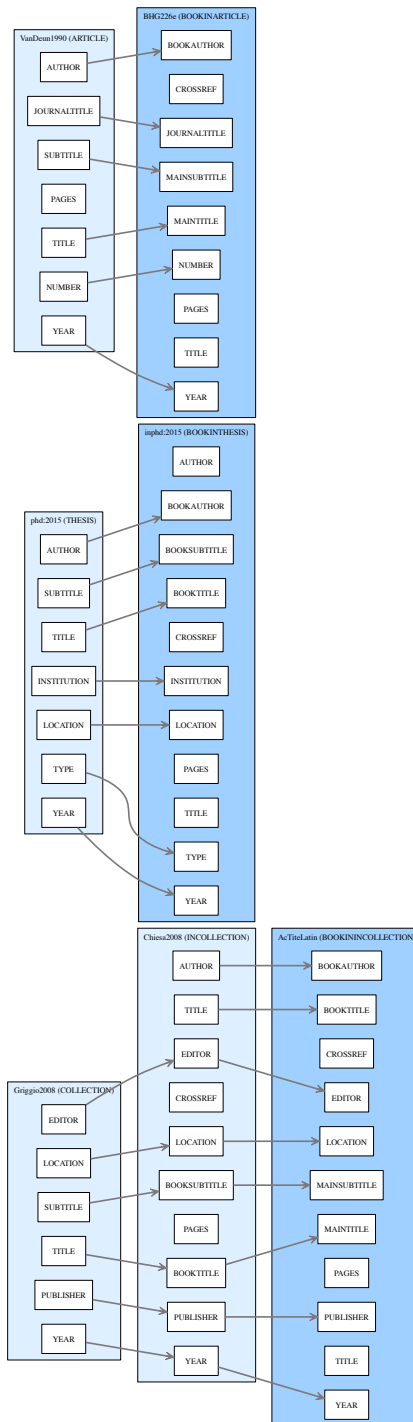 VanDeun1990 (ARTICLE)
AUTHOR
JOURNALTITLE
SUBTITLE
PAGES
TITLE
NUMBER
YEAR
BHG226e (BOOKINARTICLE)
BOOKAUTHOR
CROSSREF
JOURNALTITLE
MAINSUBTITLE
MAINTITLE
NUMBER
PAGES
TITLE
YEAR
phd:2015 (THESIS)
AUTHOR
SUBTITLE
TITLE
INSTITUTION
LOCATION
TYPE
YEAR
inphd:2015 (BOOKINTHESIS)
AUTHOR
BOOKAUTHOR
BOOKSUBTITLE
BOOKTITLE
CROSSREF
INSTITUTION
LOCATION
PAGES
TITLE
TYPE
YEAR
Griggio2008 (COLLECTION)
EDITOR
LOCATION
SUBTITLE
TITLE
PUBLISHER
YEAR
Chiesa2008 (INCOLLECTION)
AUTHOR
TITLE
EDITOR
CROSSREF
LOCATION
BOOKSUBTITLE
PAGES
BOOKTITLE
PUBLISHER
YEAR
AcTiteLatin (BOOKININCOLLECTION
BOOKAUTHOR
BOOKTITLE
CROSSREF
EDITOR
LOCATION
MAINSUBTITLE
MAINTITLE
PAGES
PUBLISHER
TITLE
YEAR